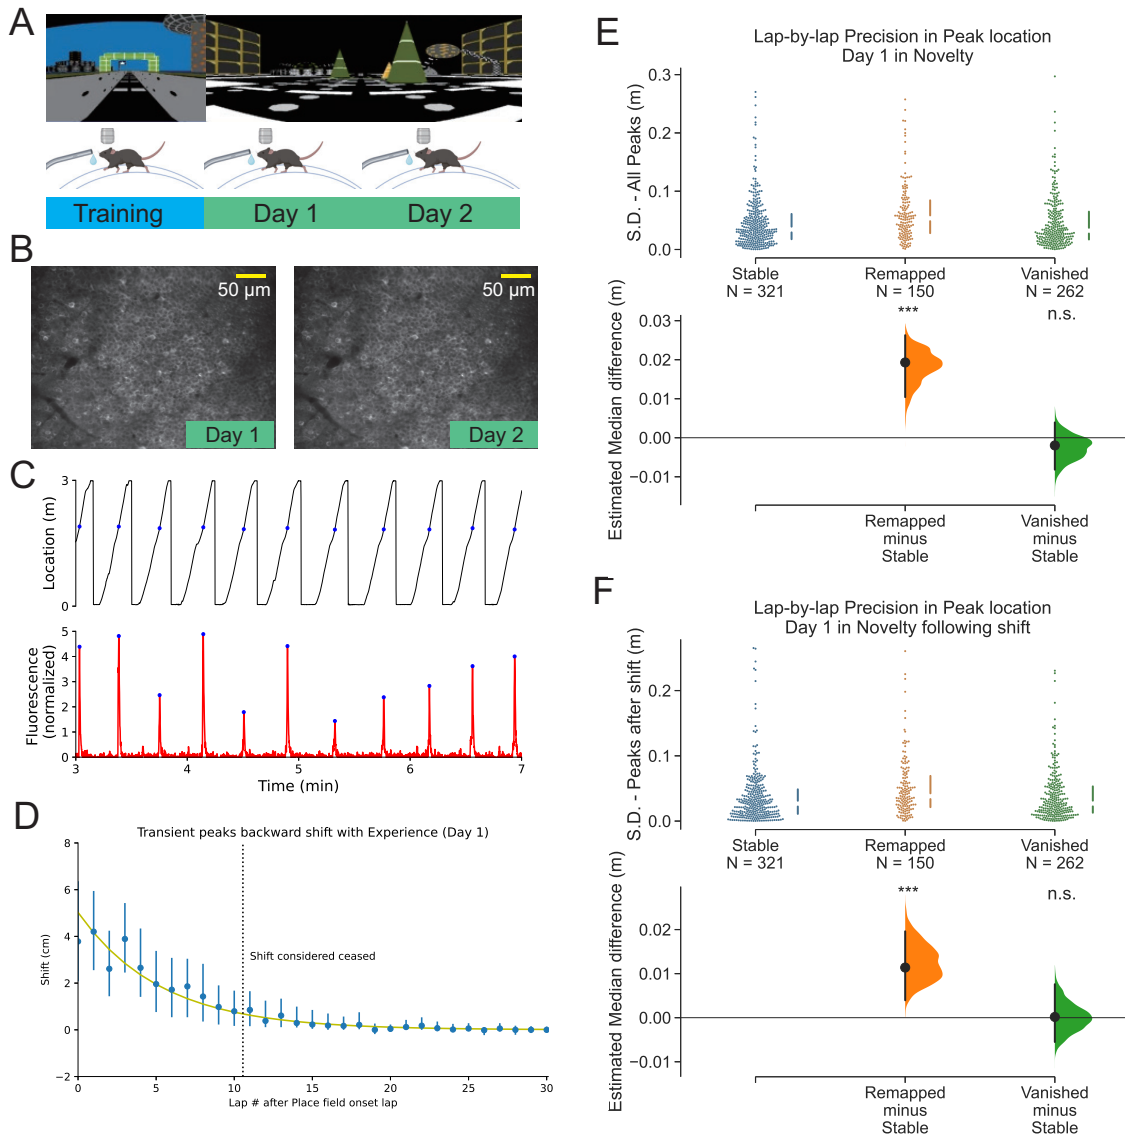 A
Training
Day 1
Day 2
B
50 µm
50 µm
Day 1
Day 2
C
Location (m)
3
0
Fluorescence
(normalized)
5
4
3
2
1
0
3
4
5
6
7
Time (min)
D
Transient peaks backward shift with Experience (Day 1)
Shift (cm)
8
6
4
2
0
−2
Shift considered ceased
0
5
10
15
20
25
30
Lap # after Place field onset lap
E
Lap-by-lap Precision in Peak location
Day 1 in Novelty
S.D. - All Peaks (m)
0.3
0.2
0.1
0.0
Stable
N = 321
Remapped
N = 150
Vanished
N = 262
***
n.s.
Estimated Median difference (m)
0.03
0.02
0.01
0.00
−0.01
Remapped
minus
Stable
Vanished
minus
Stable
F
Lap-by-lap Precision in Peak location
Day 1 in Novelty following shift
S.D. - Peaks after shift (m)
0.2
0.1
0.0
Stable
N = 321
Remapped
N = 150
Vanished
N = 262
***
n.s.
Estimated Median difference (m)
0.02
0.01
0.00
−0.01
Remapped
minus
Stable
Vanished
minus
Stable